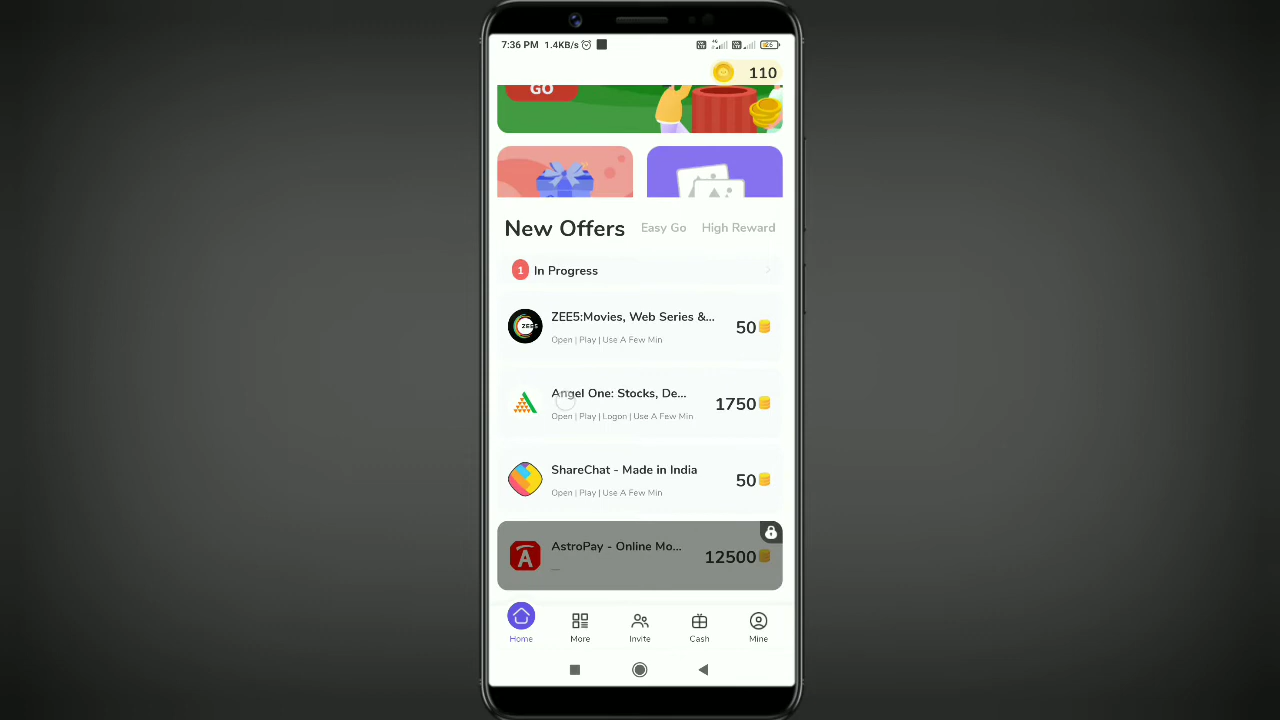 7:36 PM 1.4KB/s
26
110
GO
New Offers Easy Go High Reward
1 In Progress
ZEE5:Movies, Web Series &...
ZEE5
50
Open | Play | Use A Few Min
Angel One: Stocks, De...
1750
Open | Play | Logon | Use A Few Min
ShareChat - Made in India
50
Open | Play | Use A Few Min
AstroPay - Online Mo...
12500
Home More Invite Cash Mine